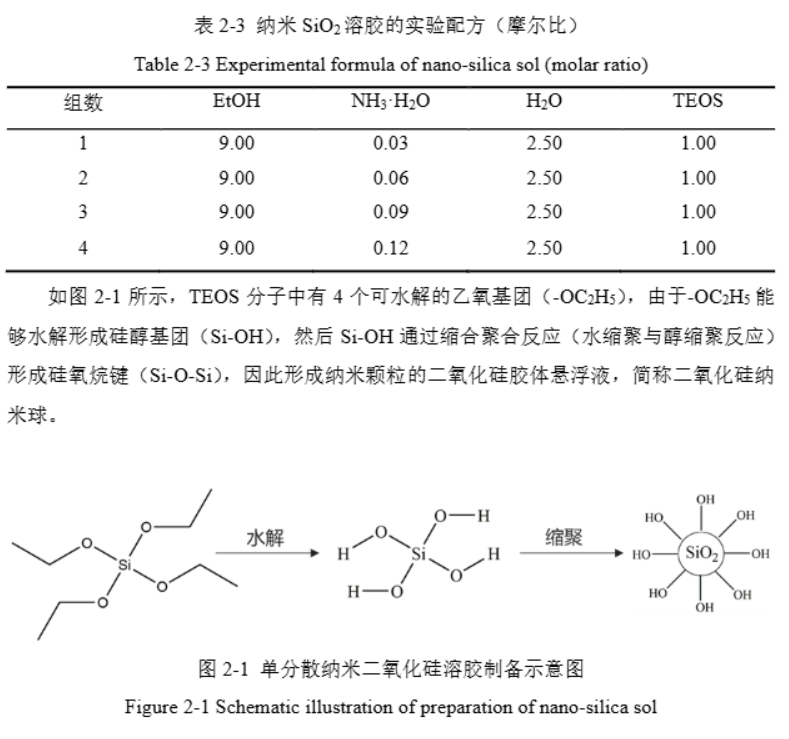 表 2-3 纳米 SiO₂ 溶胶的实验配方（摩尔比）
Table 2-3 Experimental formula of nano-silica sol (molar ratio)
组数 EtOH NH₃·H₂O H₂O TEOS
1 9.00 0.03 2.50 1.00
2 9.00 0.06 2.50 1.00
3 9.00 0.09 2.50 1.00
4 9.00 0.12 2.50 1.00
如图 2-1 所示，TEOS 分子中有 4 个可水解的乙氧基团（-OC2H₅），由于-OC2H₅ 能
够水解形成硅醇基团（Si-OH），然后 Si-OH 通过缩合聚合反应（水缩聚与醇缩聚反应）
形成硅氧烷键（Si-O-Si），因此形成纳米颗粒的二氧化硅胶体悬浮液，简称二氧化硅纳
米球。
O
O
Si
O
O
水解
O—H
O
H
Si
H
O
H—O
缩聚
OH
HO
OH
HO
SiO₂
OH
HO
OH
OH
图 2-1 单分散纳米二氧化硅溶胶制备示意图
Figure 2-1 Schematic illustration of preparation of nano-silica sol